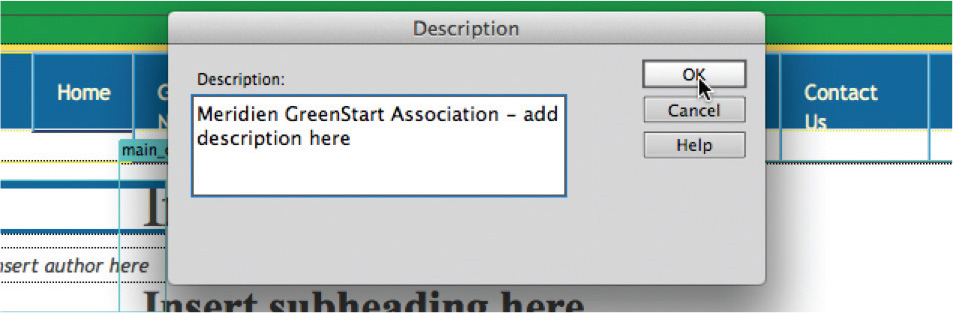 Description
Description:
OK
Meridien GreenStart Association – add
description here
Cancel
Help
Home
Contact
Us
main_
nsert author here
Insert subheading here